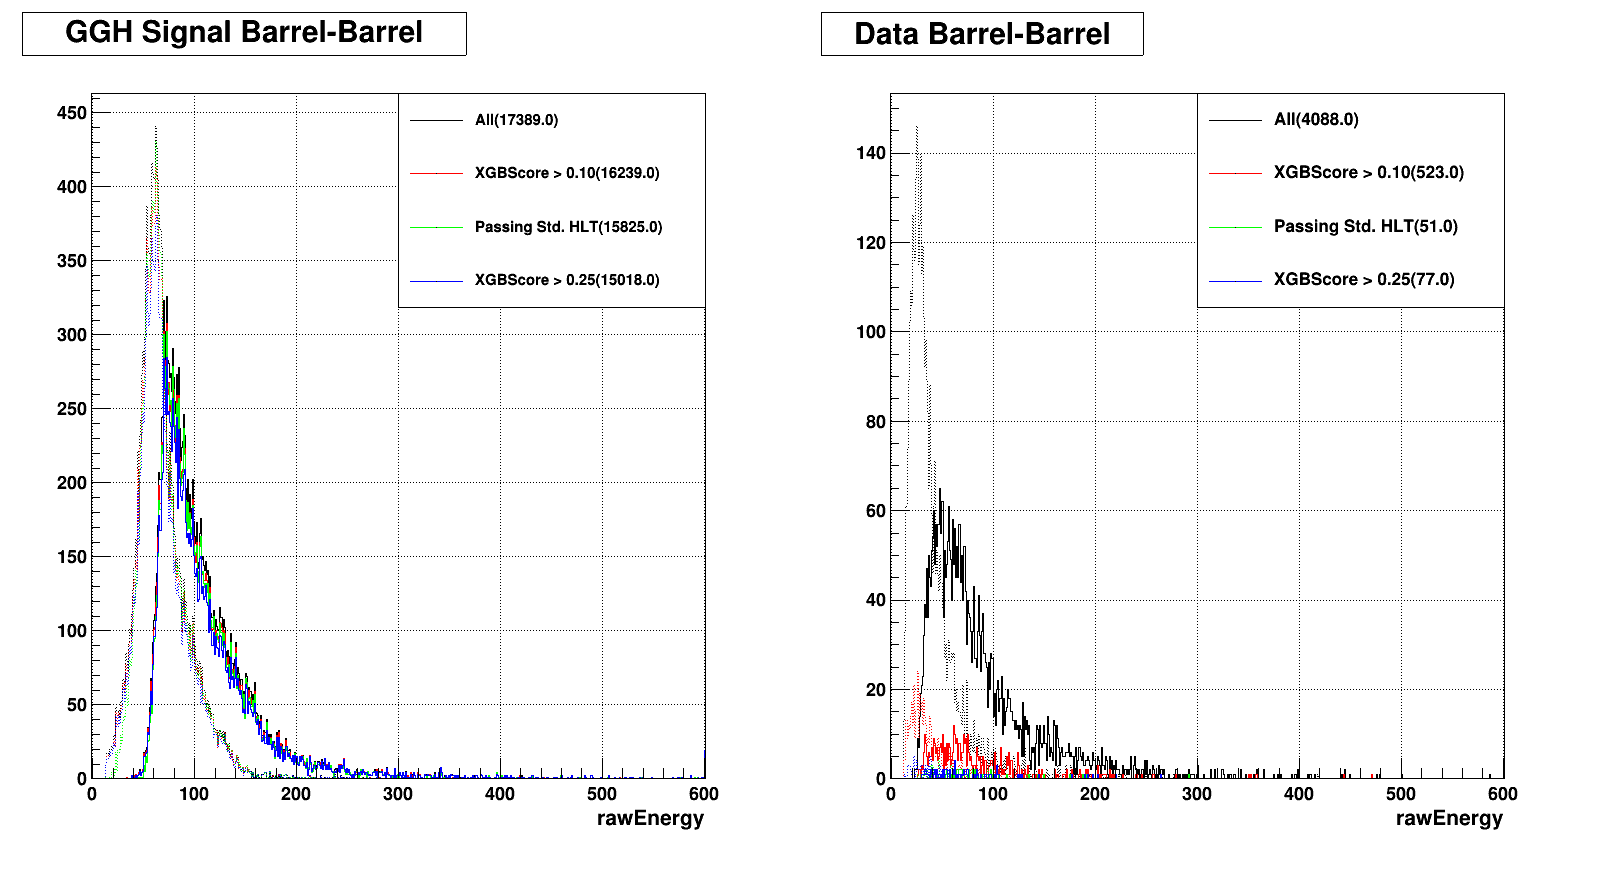 GGH Signal Barrel-Barrel
450
400
350
300
250
200
150
100
50
0
0 100 200 300 400 500 600
rawEnergy
All(17389.0)
XGBScore > 0.10(16239.0)
Passing Std. HLT(15825.0)
XGBScore > 0.25(15018.0)
Data Barrel-Barrel
140
120
100
80
60
40
20
0
0 100 200 300 400 500 600
rawEnergy
All(4088.0)
XGBScore > 0.10(523.0)
Passing Std. HLT(51.0)
XGBScore > 0.25(77.0)